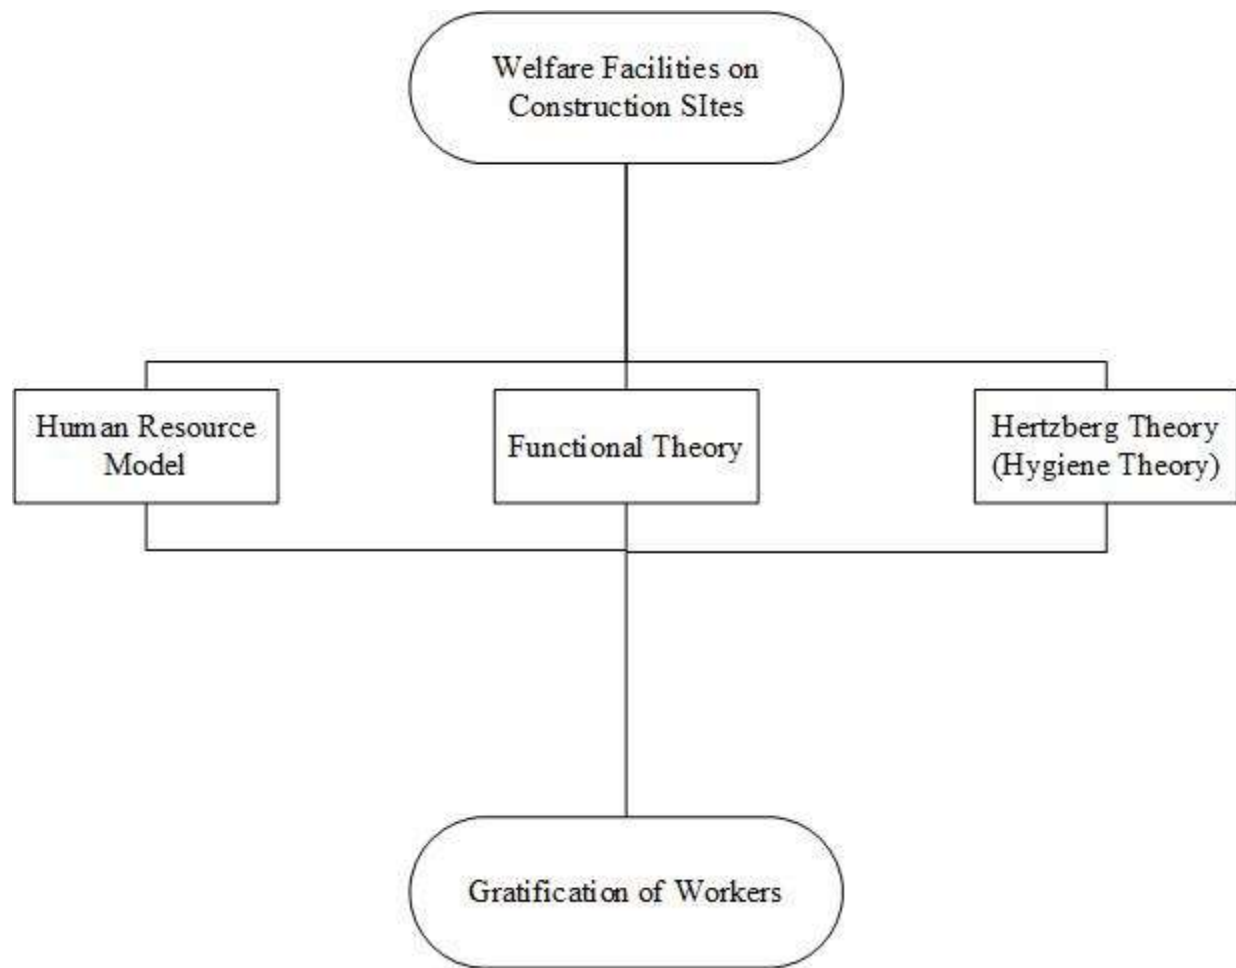 Welfare Facilities on
Construction SItes
Human Resource
Model
Functional Theory
Hertzberg Theory
(Hygiene Theory)
Gratification of Workers